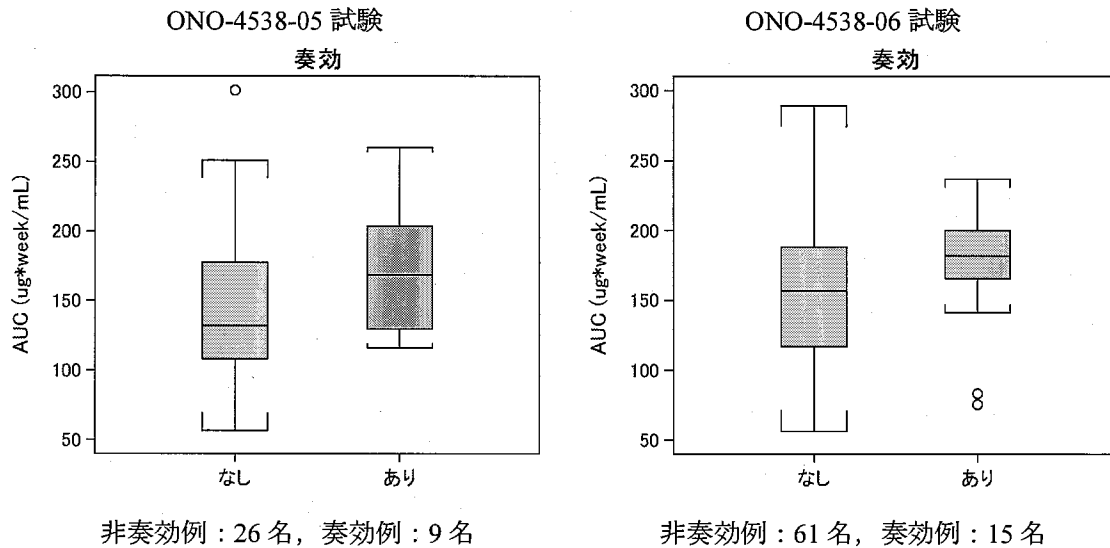 ONO-4538-05 試験
奏効
300
250
200
150
100
50
AUC (ug*week/mL)
なし
あり
非奏効例：26 名，奏効例：9 名
ONO-4538-06 試験
奏効
300
250
200
150
100
50
AUC (ug*week/mL)
なし
あり
非奏効例：61 名，奏効例：15 名